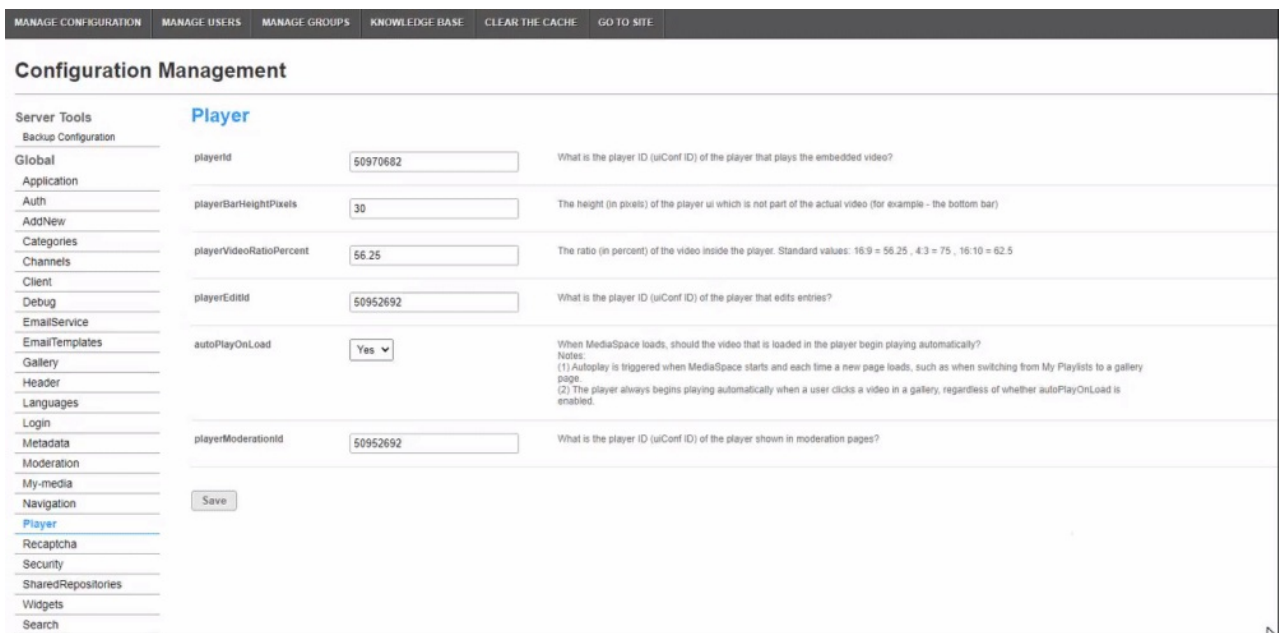 MANAGE CONFIGURATION MANAGE USERS MANAGE GROUPS KNOWLEDGE BASE CLEAR THE CACHE GO TO SITE
Configuration Management
Server Tools
Backup Configuration
Global
Application
Auth
AddNew
Categories
Channels
Client
Debug
EmailService
EmailTemplates
Gallery
Header
Languages
Login
Metadata
Moderation
My-media
Navigation
Player
Recaptcha
Security
SharedRepositories
Widgets
Search
Player
playerId 50970682 What is the player ID (uiConf ID) of the player that plays the embedded video?
playerBarHeightPixels 30 The height (in pixels) of the player ui which is not part of the actual video (for example - the bottom bar)
playerVideoRatioPercent 56.25 The ratio (in percent) of the video inside the player. Standard values: 16:9 = 56.25 , 4:3 = 75 , 16:10 = 62.5
playerEditId 50952692 What is the player ID (uiConf ID) of the player that edits entries?
autoPlayOnLoad Yes When MediaSpace loads, should the video that is loaded in the player begin playing automatically?
Notes:
(1) Autoplay is triggered when MediaSpace starts and each time a new page loads, such as when switching from My Playlists to a gallery
page.
(2) The player always begins playing automatically when a user clicks a video in a gallery, regardless of whether autoPlayOnLoad is
enabled.
playerModerationId 50952692 What is the player ID (uiConf ID) of the player shown in moderation pages?
Save